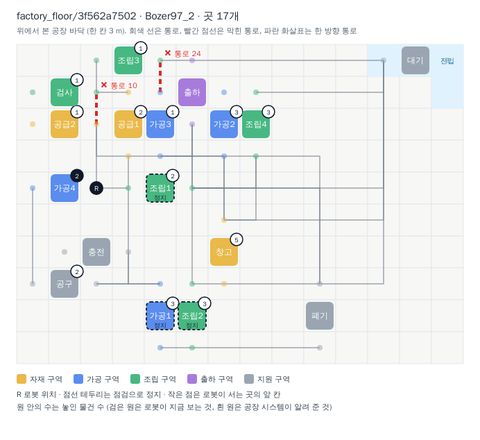 factory_floor/3f562a7502 · Bozer97_2 · 곳 17개
위에서 본 공장 바닥 (한 칸 3 m). 회색 선은 통로, 빨간 점선은 막힌 통로, 파란 화살표는 한 방향 통로
조립3 1
× 통로 24
대기
전립
검사 1
× 통로 10
출하
공급2 1
공급1 2
가공3 1
가공2 3
조립4 3
가공4 2
R
조립1 2
정지
충전
창고 5
공구 2
가공1 3
정지
조립2 3
정지
폐기
자재 구역
가공 구역
조립 구역
출하 구역
지원 구역
R 로봇 위치 · 점선 테두리는 점검으로 정지 · 작은 점은 로봇이 서는 곳의 앞 칸
원 안의 수는 놓인 물건 수 (검은 원은 로봇이 지금 보는 것, 흰 원은 공장 시스템이 알려 준 것)